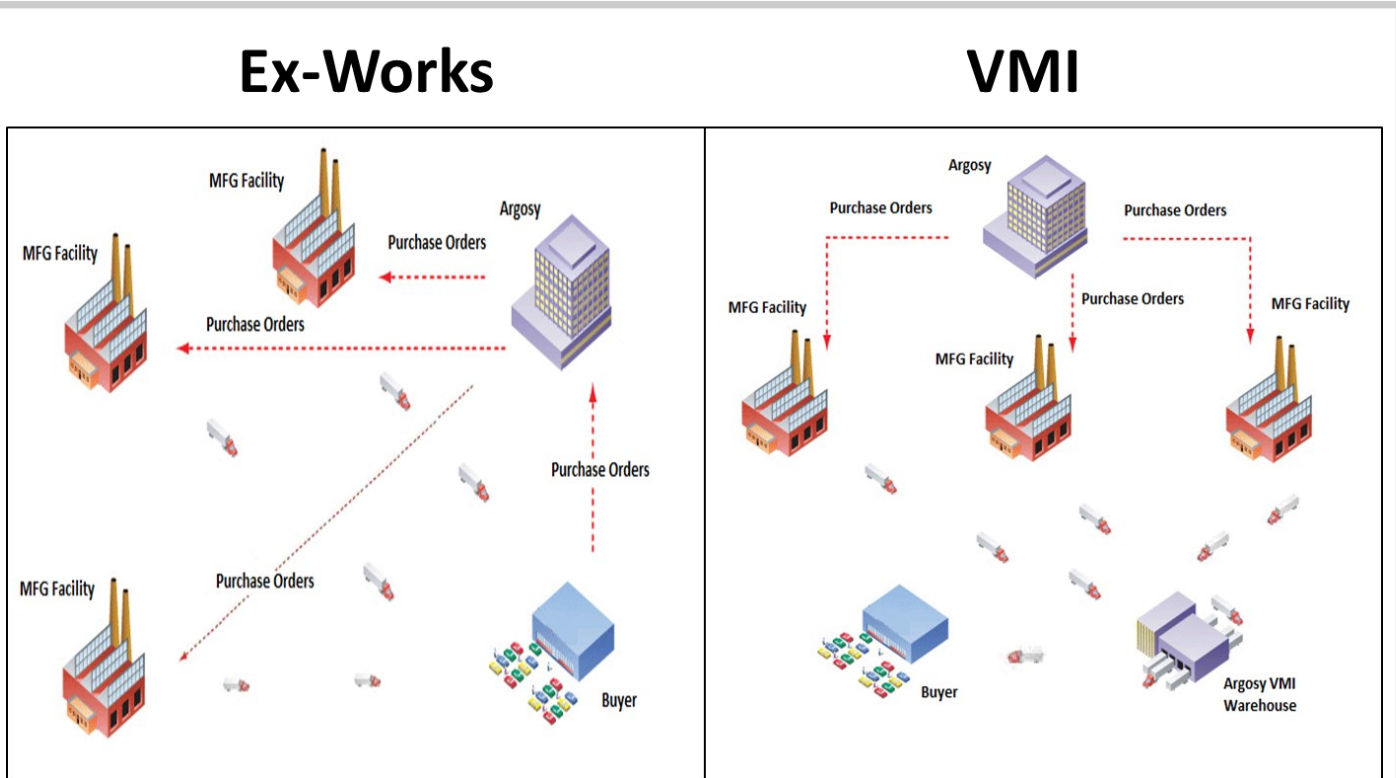 Ex-Works
VMI
MFG Facility
Argosy
Purchase Orders
MFG Facility
Purchase Orders
Purchase Orders
Purchase Orders
MFG Facility
Buyer
Argosy
Purchase Orders
Purchase Orders
Purchase Orders
MFG Facility
MFG Facility
MFG Facility
Buyer
Argosy VMI
Warehouse